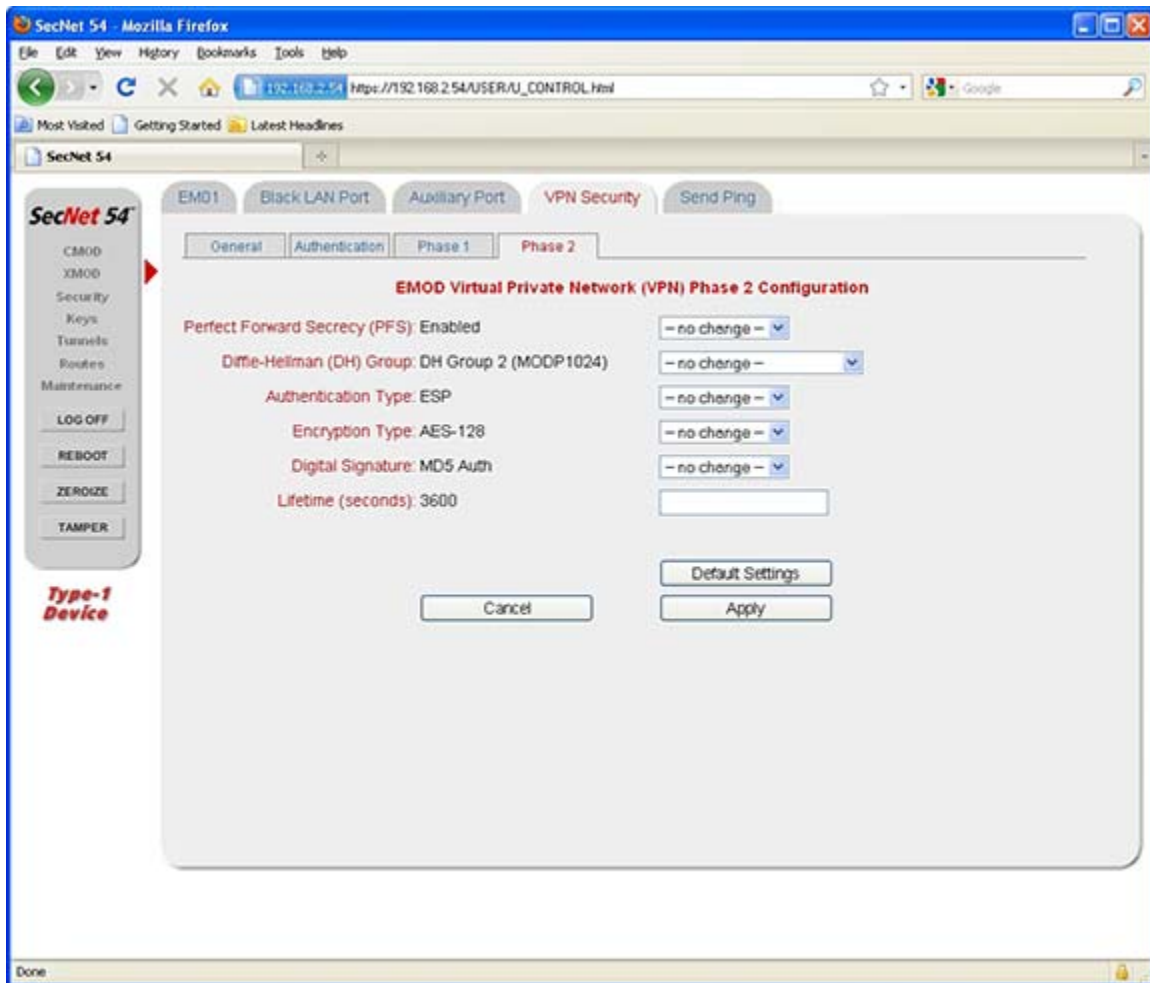 SecNet 54 - Mozilla Firefox
File Edit View History Bookmarks Tools Help
192.168.2.54 https://192.168.2.54/USER/U_CONTROL.html
Google
Most Visited Getting Started Latest Headlines
SecNet 54
SecNet 54™
CMOD
XMOD
Security
Keys
Tunnels
Routes
Maintenance
LOG OFF
REBOOT
ZEROIZE
TAMPER
Type-1
Device
EM01 Black LAN Port Auxiliary Port VPN Security Send Ping
General Authentication Phase 1 Phase 2
EMOD Virtual Private Network (VPN) Phase 2 Configuration
Perfect Forward Secrecy (PFS): Enabled – no change –
Diffie-Hellman (DH) Group: DH Group 2 (MODP1024) – no change –
Authentication Type: ESP – no change –
Encryption Type: AES-128 – no change –
Digital Signature: MD5 Auth – no change –
Lifetime (seconds): 3600
Default Settings
Cancel Apply
Done